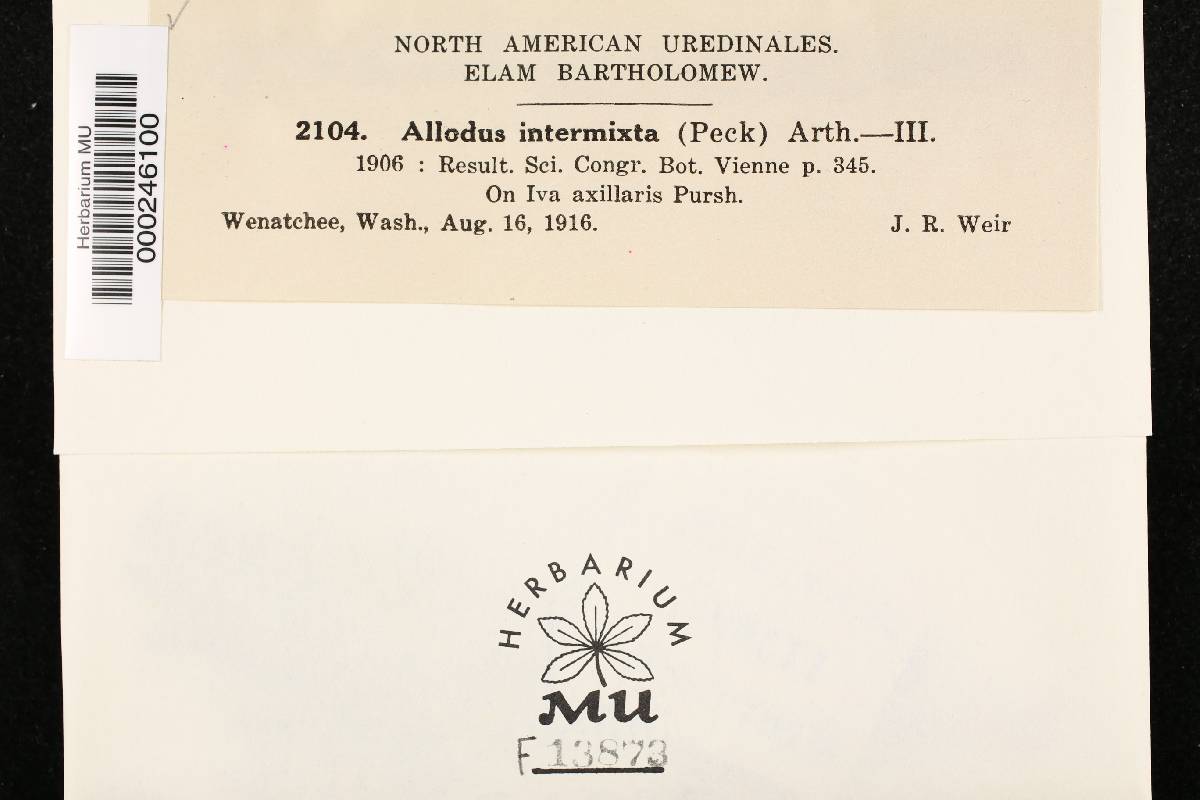 NORTH AMERICAN UREDINALES.
ELAM BARTHOLOMEW.
2104. Allodus intermixta (Peck) Arth.—III.
1906 : Result. Sci. Congr. Bot. Vienne p. 345.
On Iva axillaris Pursh.
Wenatchee, Wash., Aug. 16, 1916. J. R. Weir
Herbarium MU
000246100
HERBARIUM
MU
F 13873